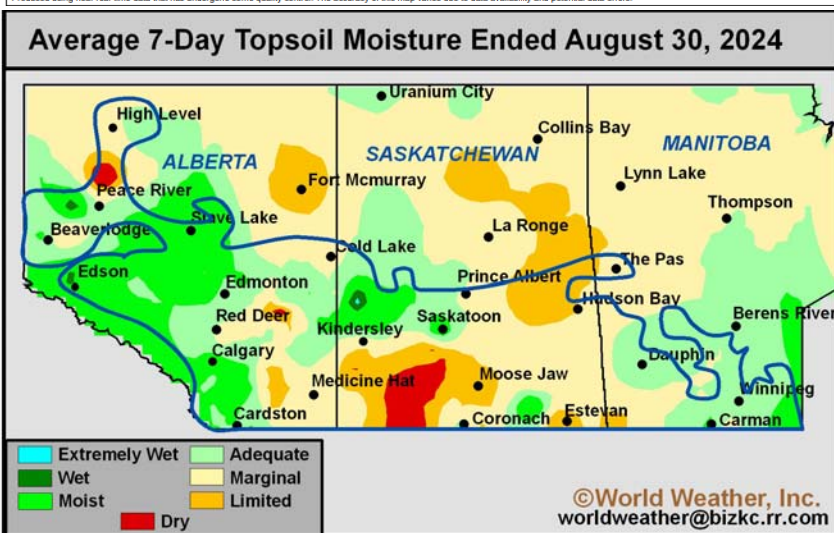 Average 7-Day Topsoil Moisture Ended August 30, 2024
Uranium City
High Level
Collins Bay
ALBERTA
SASKATCHEWAN
MANITOBA
Fort Mcmurray
Lynn Lake
Peace River
Thompson
Slave Lake
La Ronge
Beaverlodge
Cold Lake
The Pas
Edson
Edmonton
Prince Albert
Hudson Bay
Red Deer
Saskatoon
Berens River
Kindersley
Calgary
Dauphin
Medicine Hat
Moose Jaw
Winnipeg
Cardston
Coronach
Estevan
Carman
Extremely Wet
Adequate
Wet
Marginal
Moist
Limited
Dry
©World Weather, Inc.
worldweather@bizkc.rr.com